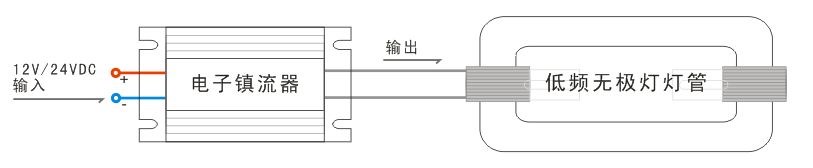 12V/24VDC
输入
+
-
电子镇流器
输出
低频无极灯灯管